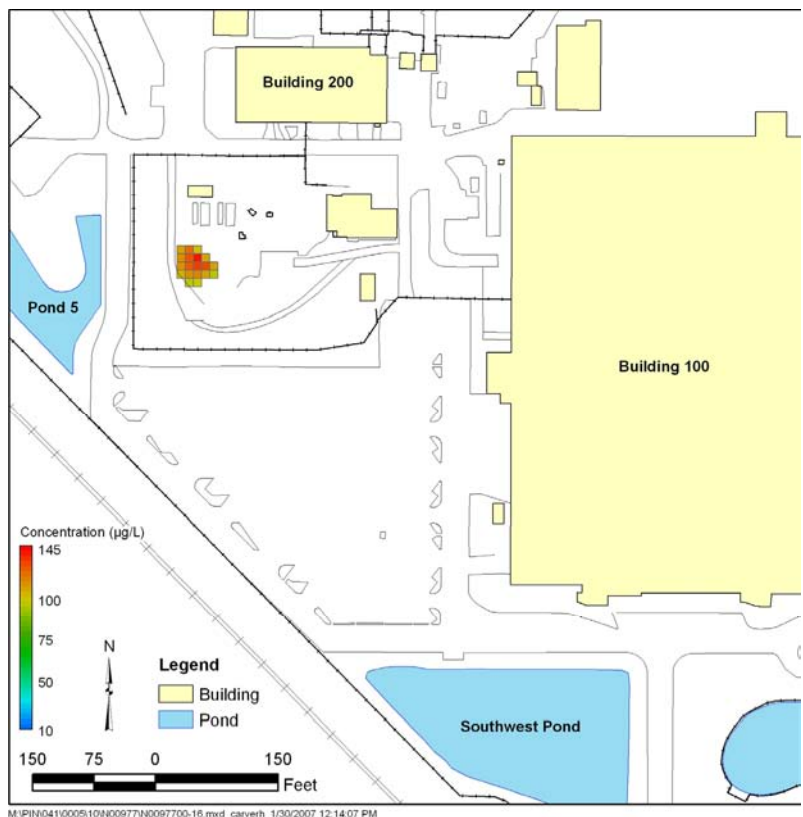 Building 200
Pond 5
Building 100
Concentration (µg/L)
145
100
75
50
10
N
Legend
Building
Pond
Southwest Pond
150 75 0 150
Feet
M:\PIN\041\0005\10\N00977\N0097700-16.mxd carverh 1/30/2007 12:14:07 PM